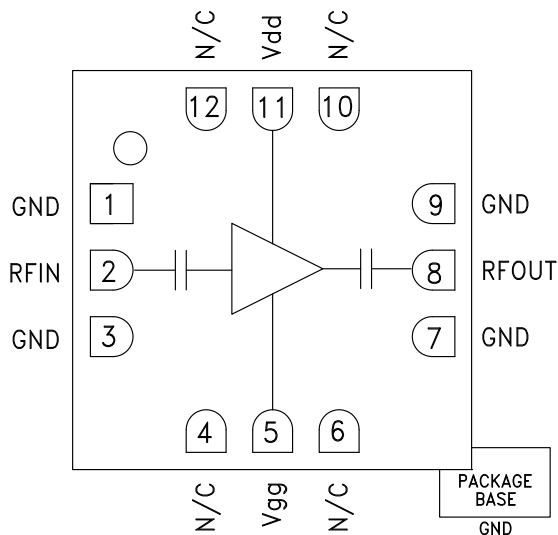 N/C
Vdd
N/C
12
11
10
GND
1
9
GND
RFIN
2
8
RFOUT
GND
3
7
GND
4
5
6
N/C
Vgg
N/C
PACKAGE
BASE
GND